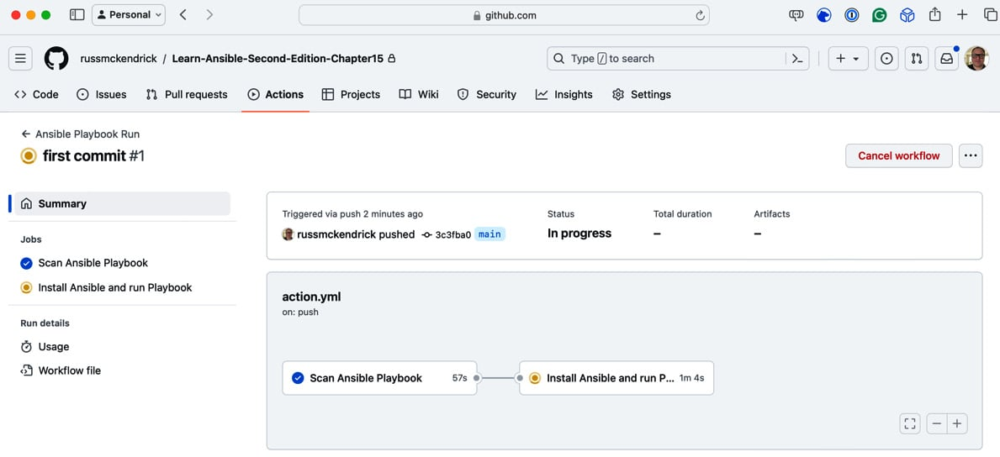 Personal
github.com
russmckendrick / Learn-Ansible-Second-Edition-Chapter15
Type / to search
Code Issues Pull requests Actions Projects Wiki Security Insights Settings
Ansible Playbook Run
first commit #1
Cancel workflow
Summary
Jobs
Scan Ansible Playbook
Install Ansible and run Playbook
Run details
Usage
Workflow file
Triggered via push 2 minutes ago
russmckendrick pushed 3c3fba0 main
Status
In progress
Total duration
–
Artifacts
–
action.yml
on: push
Scan Ansible Playbook 57s
Install Ansible and run P... 1m 4s